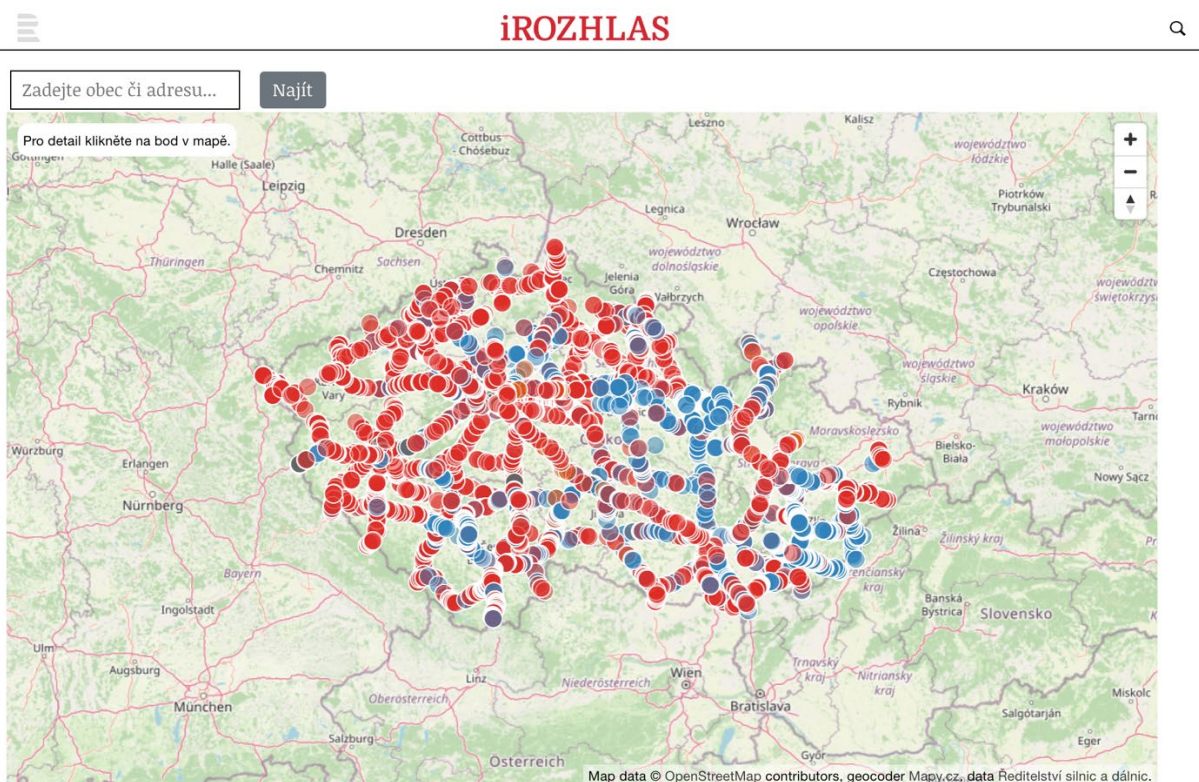 iROZHLAS
Zadejte obec či adresu...
Najít
Pro detail klikněte na bod v mapě.
Leszno
Kalisz
Cottbus
- Chóśebuz
województwo
łódzkie
Halle (Saale)
Leipzig
Piotrków
Trybunalski
Legnica
Wrocław
Dresden
województwo
dolnośląskie
Thüringen
Chemnitz
Sachsen
Jelenia
Góra
Częstochowa
Wałbrzych
województwo
opolskie
województwo
śląskie
Kraków
Vary
Rybnik
Würzburg
Erlangen
Moravskoslezsko
Bielsko-
Biała
województwo
małopolskie
Nowy Sącz
Nürnberg
Žilina
Žilinský kraj
Bayern
kraj
Banská
Bystrica
Slovensko
Ingolstadt
Ulm
Augsburg
Linz
Niederösterreich
Wien
Trnavský
kraj
Nitriansky
kraj
Miskolc
München
Oberösterreich
Bratislava
Salgótarján
Salzburg
Eger
Österreich
Győr
Map data © OpenStreetMap contributors, geocoder Mapy.cz, data Ředitelství silnic a dálnic.